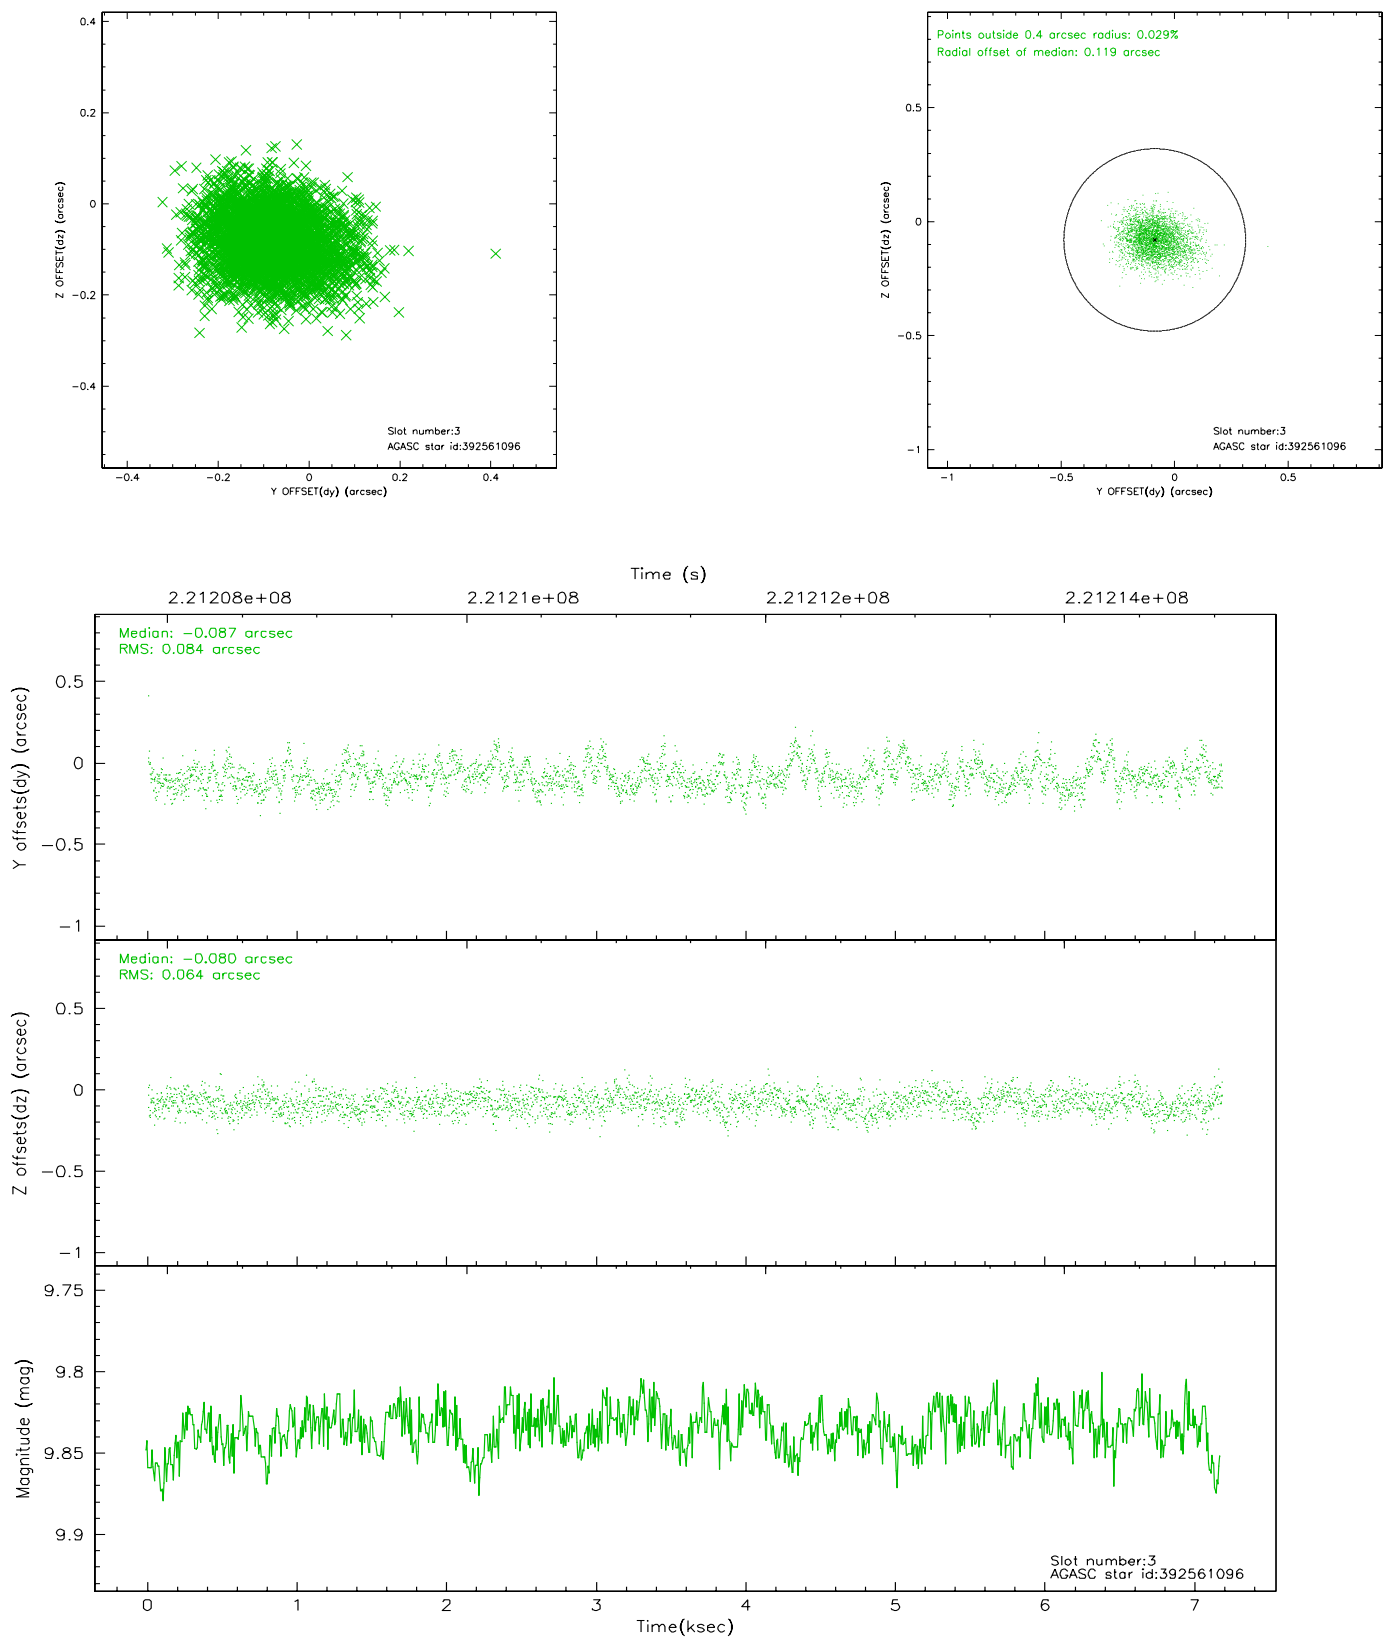 0.4
0.2
0
−0.2
−0.4
Z OFFSET(dz) (arcsec)
Slot number:3
AGASC star id:392561096
−0.4 −0.2 0 0.2 0.4
Y OFFSET(dy) (arcsec)
Points outside 0.4 arcsec radius: 0.029%
Radial offset of median: 0.119 arcsec
0.5
0
−0.5
−1
Z OFFSET(dz) (arcsec)
Slot number:3
AGASC star id:392561096
−1 −0.5 0 0.5
Y OFFSET(dy) (arcsec)
Time (s)
2.21208e+08 2.2121e+08 2.21212e+08 2.21214e+08
Median: −0.087 arcsec
RMS: 0.084 arcsec
0.5
0
−0.5
−1
Y offsets(dy) (arcsec)
Median: −0.080 arcsec
RMS: 0.064 arcsec
0.5
0
−0.5
−1
Z offsets(dz) (arcsec)
9.75
9.8
9.85
9.9
Magnitude (mag)
Slot number:3
AGASC star id:392561096
0 1 2 3 4 5 6 7
Time(ksec)